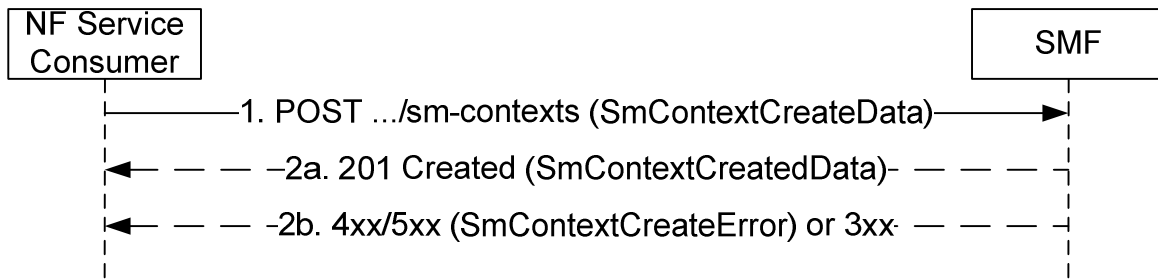 NF Service
Consumer
SMF
1. POST .../sm-contexts (SmContextCreateData)
2a. 201 Created (SmContextCreatedData)
2b. 4xx/5xx (SmContextCreateError) or 3xx